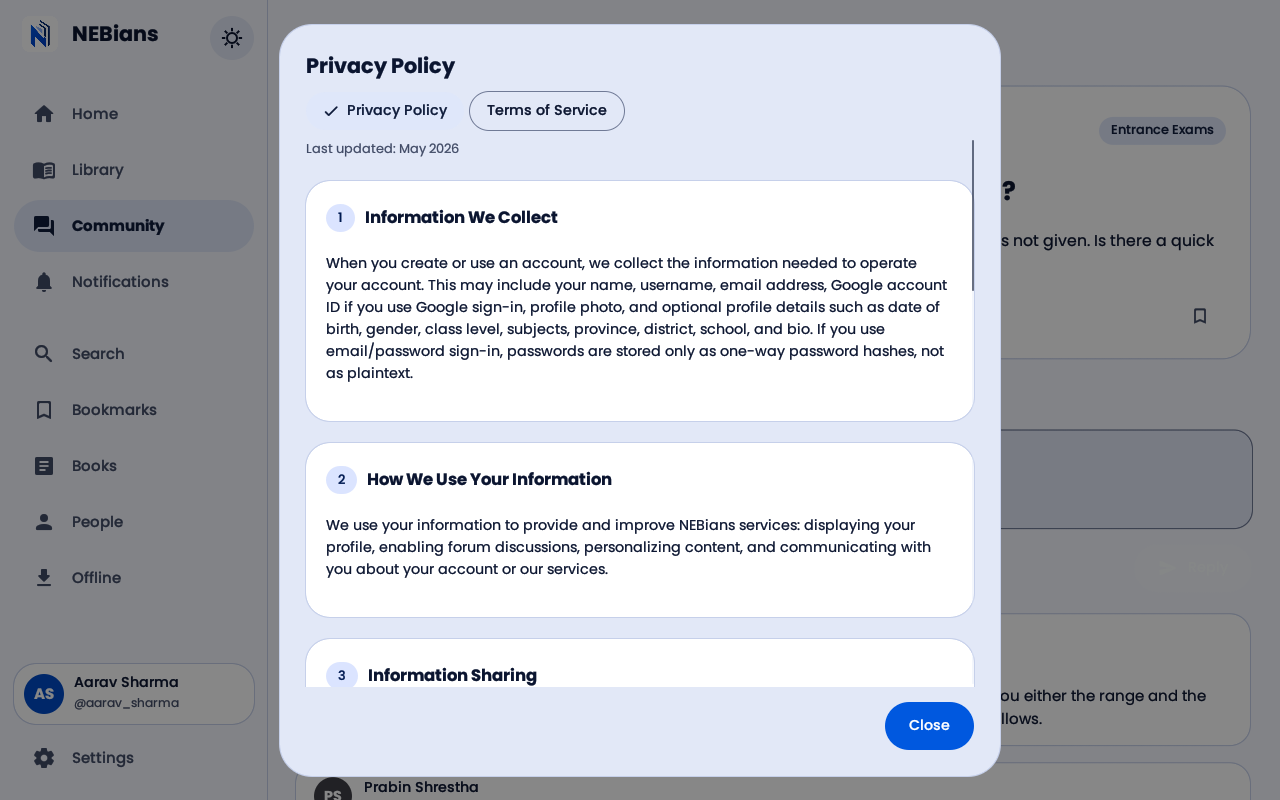 NEBians
Home
Library
Community
Notifications
Search
Bookmarks
Books
People
Offline
AS
Aarav Sharma
@aarav_sharma
Settings
Privacy Policy
Privacy Policy
Terms of Service
Last updated: May 2026
1
Information We Collect
When you create or use an account, we collect the information needed to operate
your account. This may include your name, username, email address, Google account
ID if you use Google sign-in, profile photo, and optional profile details such as date of
birth, gender, class level, subjects, province, district, school, and bio. If you use
email/password sign-in, passwords are stored only as one-way password hashes, not
as plaintext.
2
How We Use Your Information
We use your information to provide and improve NEBians services: displaying your
profile, enabling forum discussions, personalizing content, and communicating with
you about your account or our services.
3
Information Sharing
Close
Entrance Exams
?
s not given. Is there a quick
ou either the range and the
llows.
PS
Prabin Shrestha